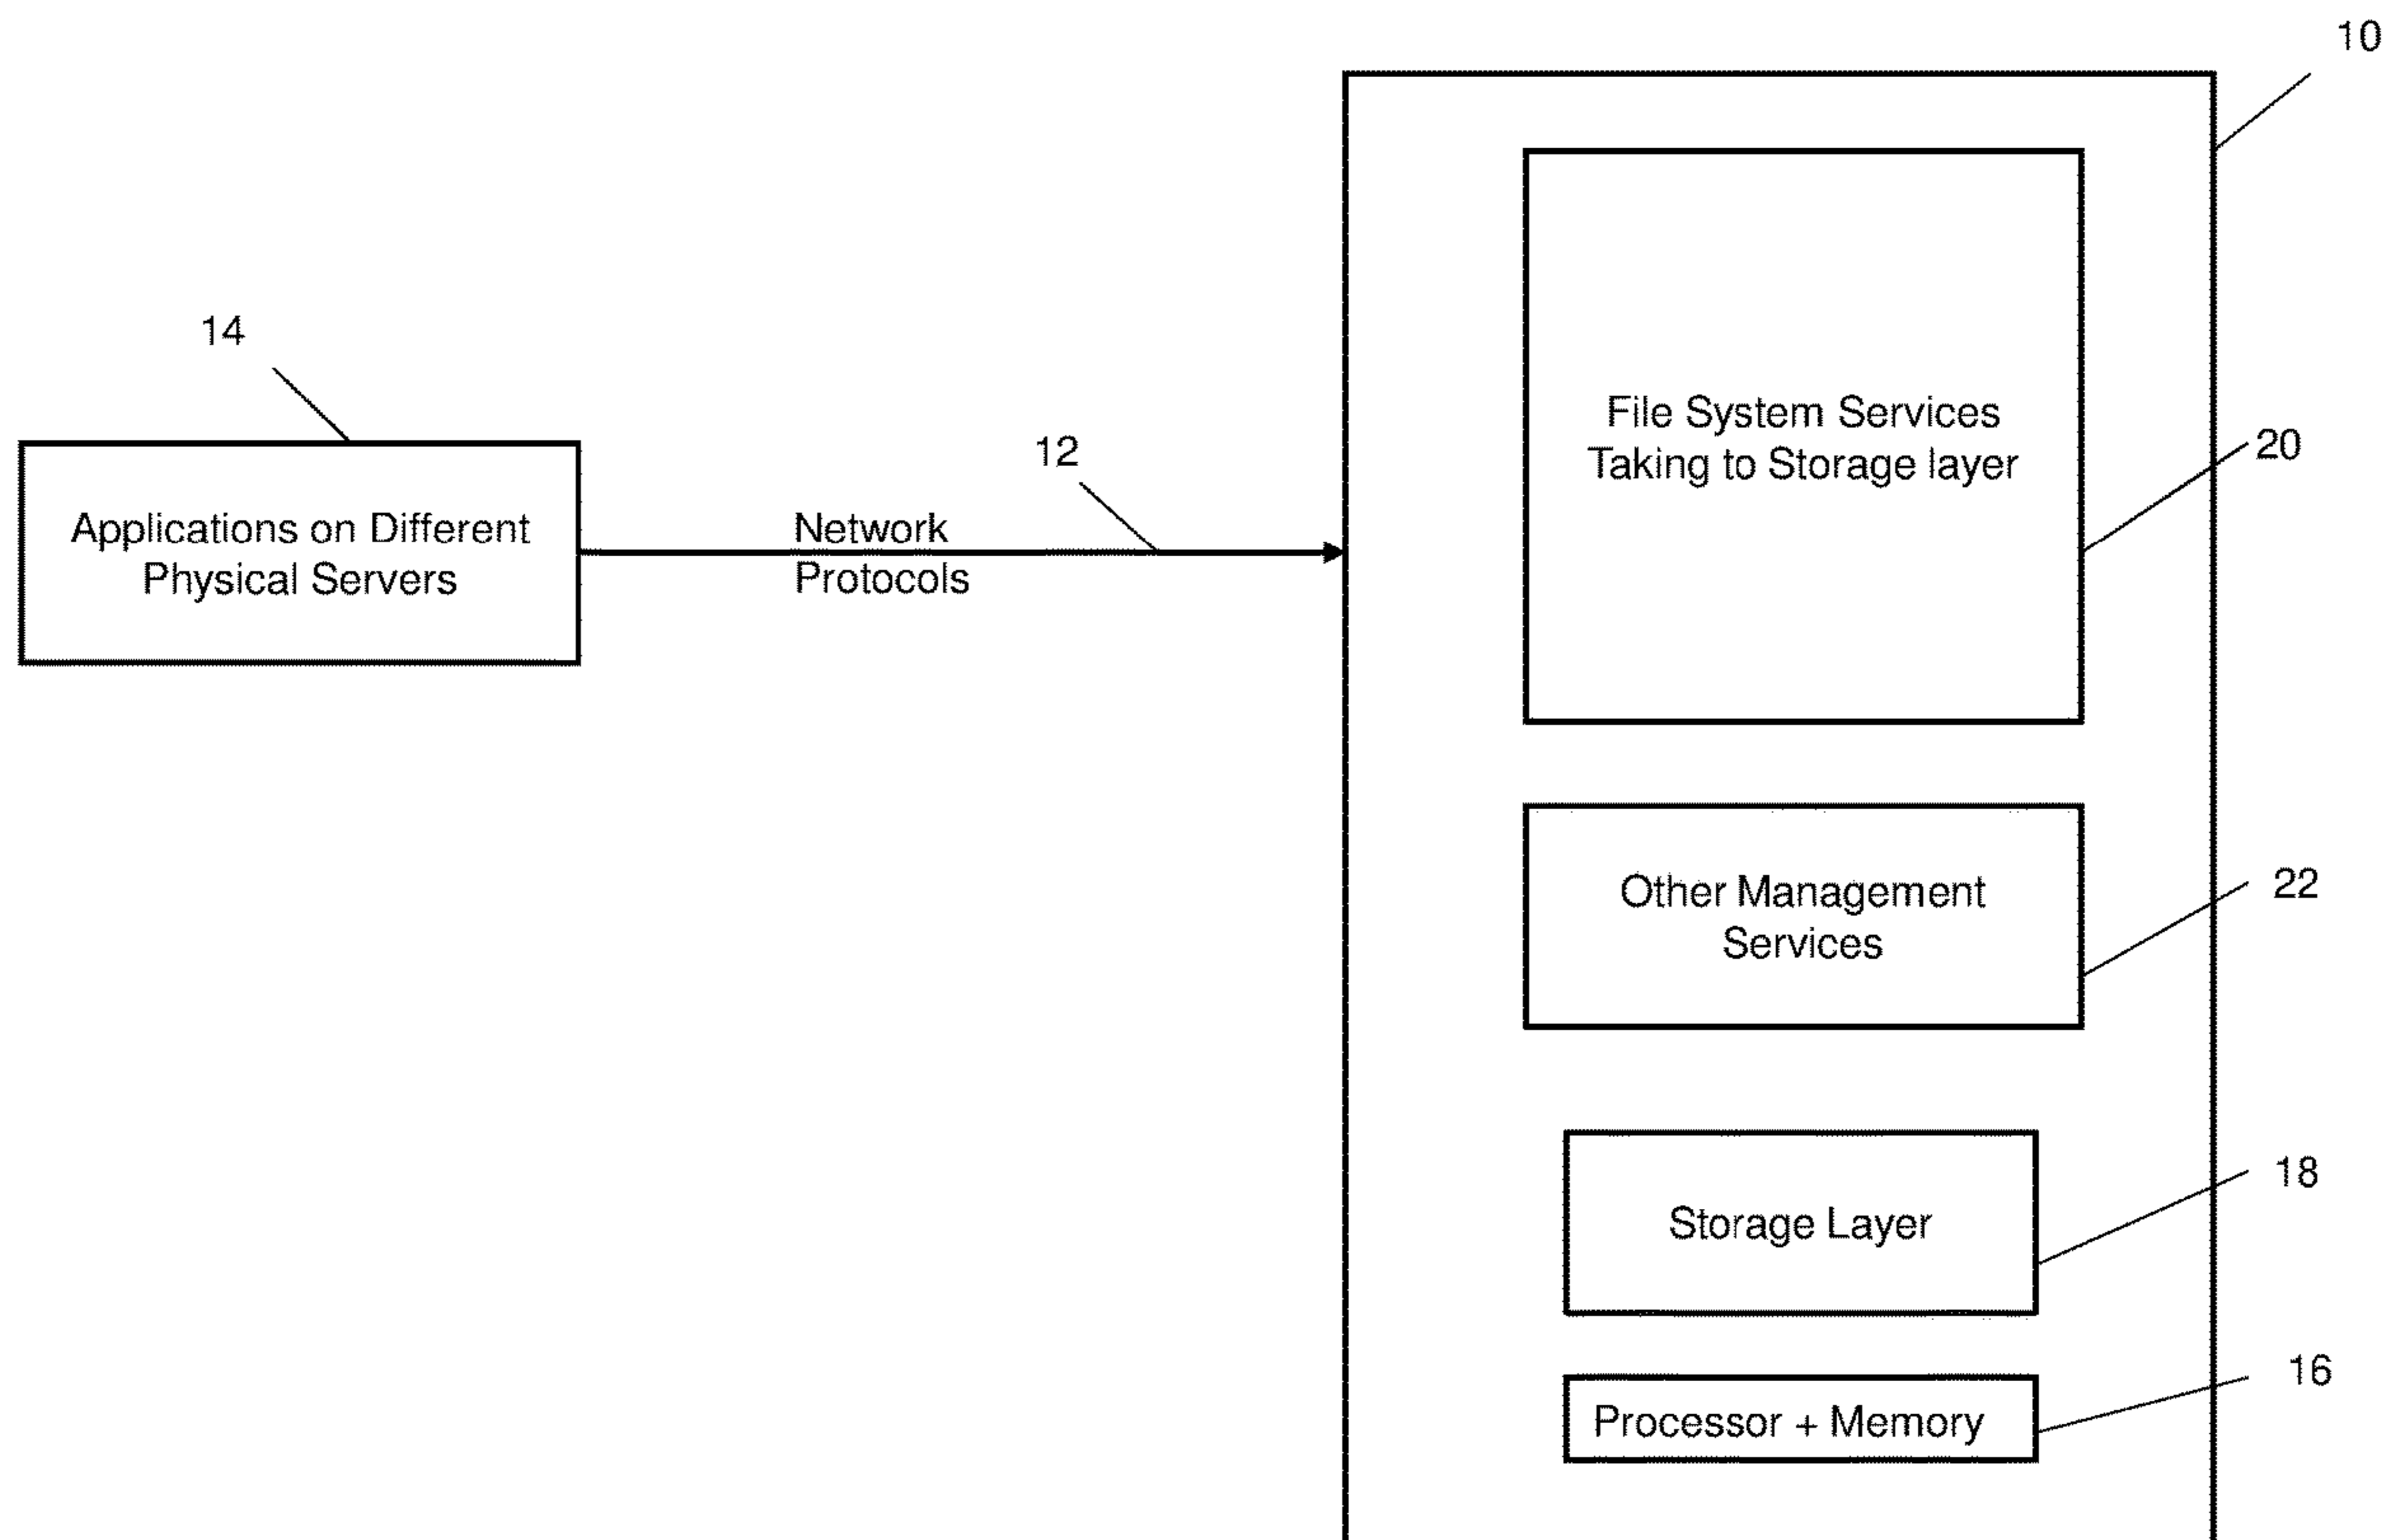 10
14
Applications on Different
Physical Servers
12
Network
Protocols
File System Services
Taking to Storage layer
20
Other Management
Services
22
Storage Layer
18
Processor + Memory
16